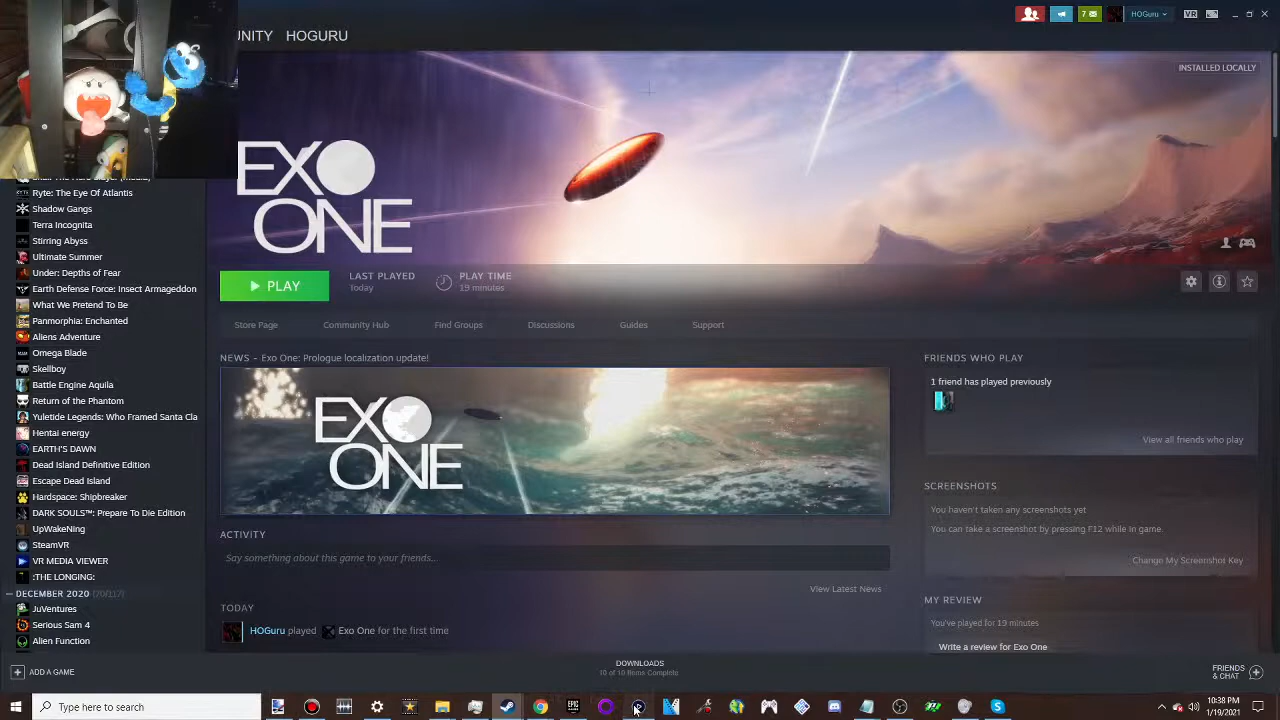 UNITY HOGURU
HOGuru
VR
7
INSTALLED LOCALLY
EXO
ONE
PLAY
LAST PLAYED
Today
PLAY TIME
19 minutes
Store Page
Community Hub
Find Groups
Discussions
Guides
Support
NEWS - Exo One: Prologue localization update!
EXO
ONE
ACTIVITY
Say something about this game to your friends...
View Latest News
TODAY
HOGuru played Exo One for the first time
FRIENDS WHO PLAY
1 friend has played previously
View all friends who play
SCREENSHOTS
You haven't taken any screenshots yet
You can take a screenshot by pressing F12 while in game.
Change My Screenshot Key
MY REVIEW
You've played for 19 minutes
Write a review for Exo One
Ryte: The Eye Of Atlantis
Shadow Gangs
Terra Incognita
Stirring Abyss
Ultimate Summer
Under: Depths of Fear
Earth Defense Force: Insect Armageddon
What We Pretend To Be
Panmorphia: Enchanted
Aliens Adventure
Omega Blade
Skellboy
Battle Engine Aquila
Return of the Phantom
Yuletide Legends: Who Framed Santa Cla
Hentai energy
EARTH'S DAWN
Dead Island Definitive Edition
Escape Dead Island
Hardspace: Shipbreaker
DARK SOULS™: Prepare To Die Edition
UpWakeNing
SteamVR
VR MEDIA VIEWER
:THE LONGING:
DECEMBER 2020 (70/117)
JuVentures
Serious Sam 4
Alien Function
ADD A GAME
DOWNLOADS
10 of 10 Items Complete
FRIENDS
& CHAT
Type here to search
10:38 PM
1/19/2021